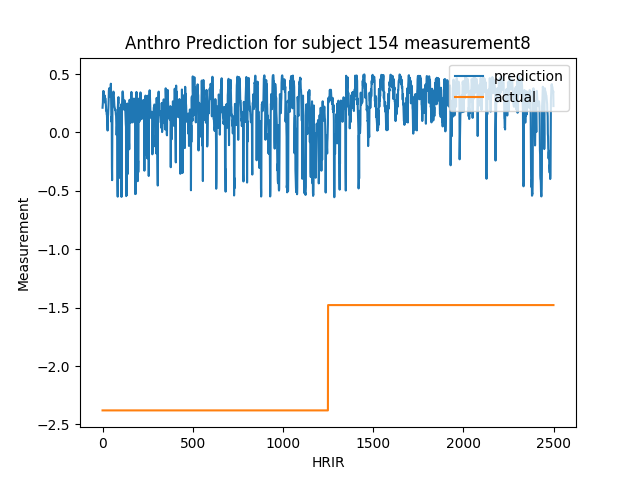 Anthro Prediction for subject 154 measurement8
prediction
actual
0.5
0.0
−0.5
−1.0
−1.5
−2.0
−2.5
Measurement
0
500
1000
1500
2000
2500
HRIR